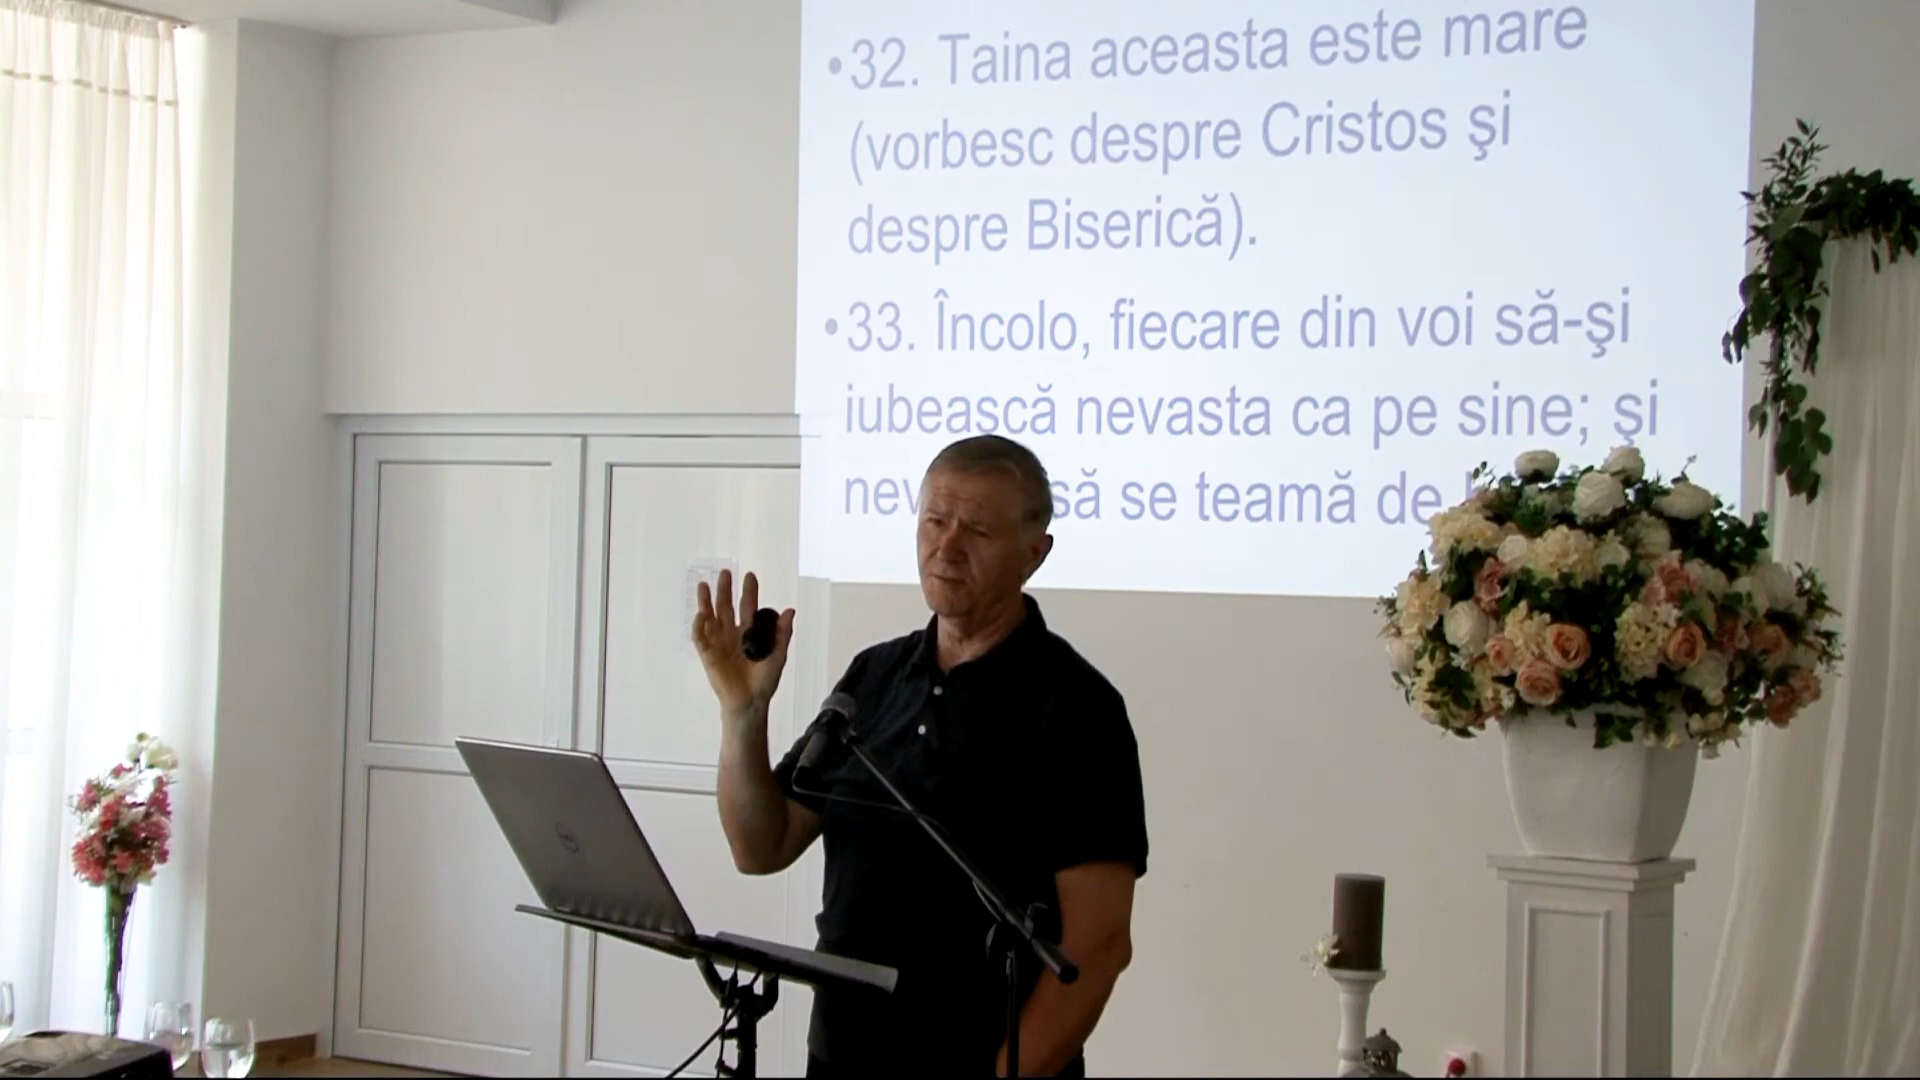 •32. Taina aceasta este mare
(vorbesc despre Cristos şi
despre Biserică).
•33. Încolo, fiecare din voi să-şi
iubească nevasta ca pe sine; şi
să se teamă de